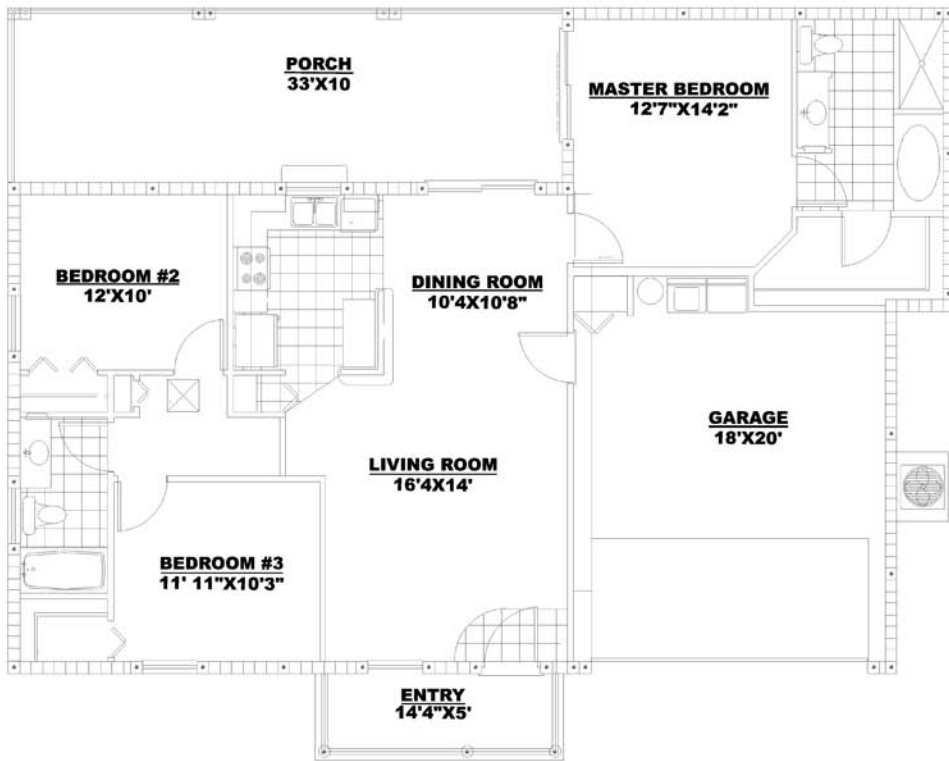 PORCH
33'X10
MASTER BEDROOM
12'7"X14'2"
BEDROOM #2
12'X10'
DINING ROOM
10'4X10'8"
GARAGE
18'X20'
LIVING ROOM
16'4X14'
BEDROOM #3
11' 11"X10'3"
ENTRY
14'4"X5'